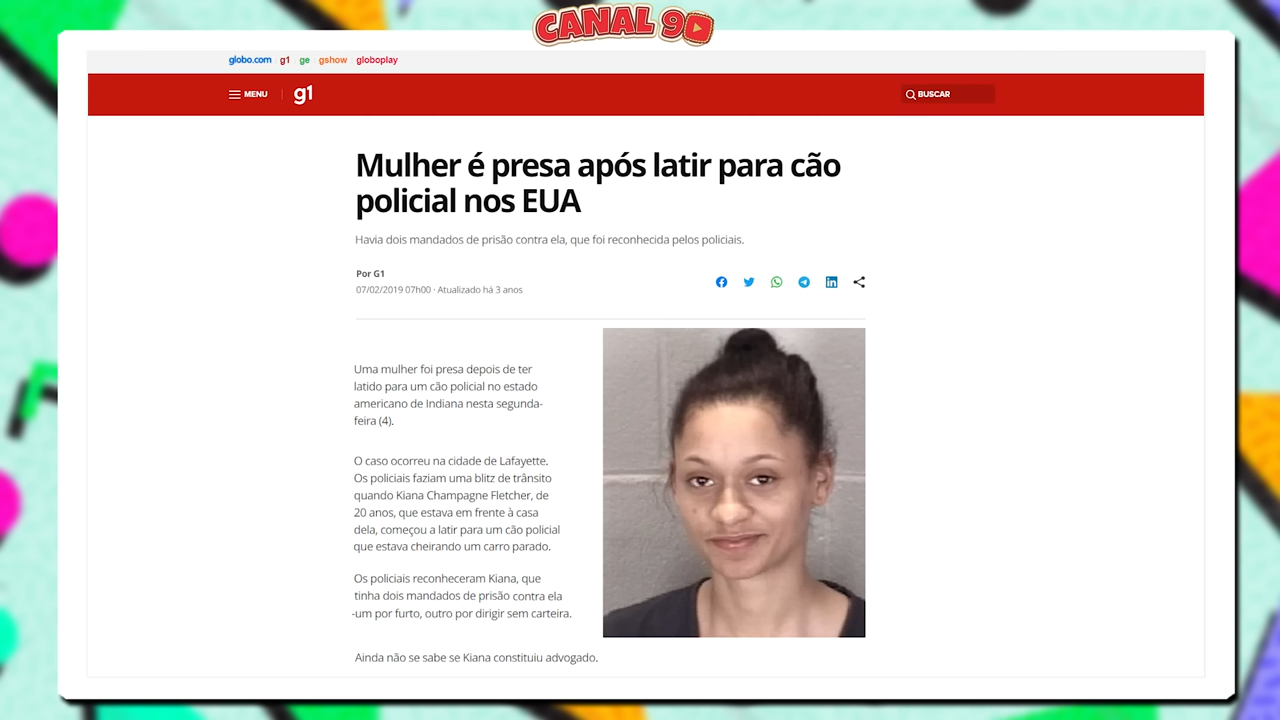 CANAL 90
globo.com g1 ge gshow globoplay
MENU g1 BUSCAR
Mulher é presa após latir para cão
policial nos EUA
Havia dois mandados de prisão contra ela, que foi reconhecida pelos policiais.
Por G1
07/02/2019 07h00 · Atualizado há 3 anos
Uma mulher foi presa depois de ter
latido para um cão policial no estado
americano de Indiana nesta segunda-
feira (4).
O caso ocorreu na cidade de Lafayette.
Os policiais faziam uma blitz de trânsito
quando Kiana Champagne Fletcher, de
20 anos, que estava em frente à casa
dela, começou a latir para um cão policial
que estava cheirando um carro parado.
Os policiais reconheceram Kiana, que
tinha dois mandados de prisão contra ela
-um por furto, outro por dirigir sem carteira.
Ainda não se sabe se Kiana constituiu advogado.